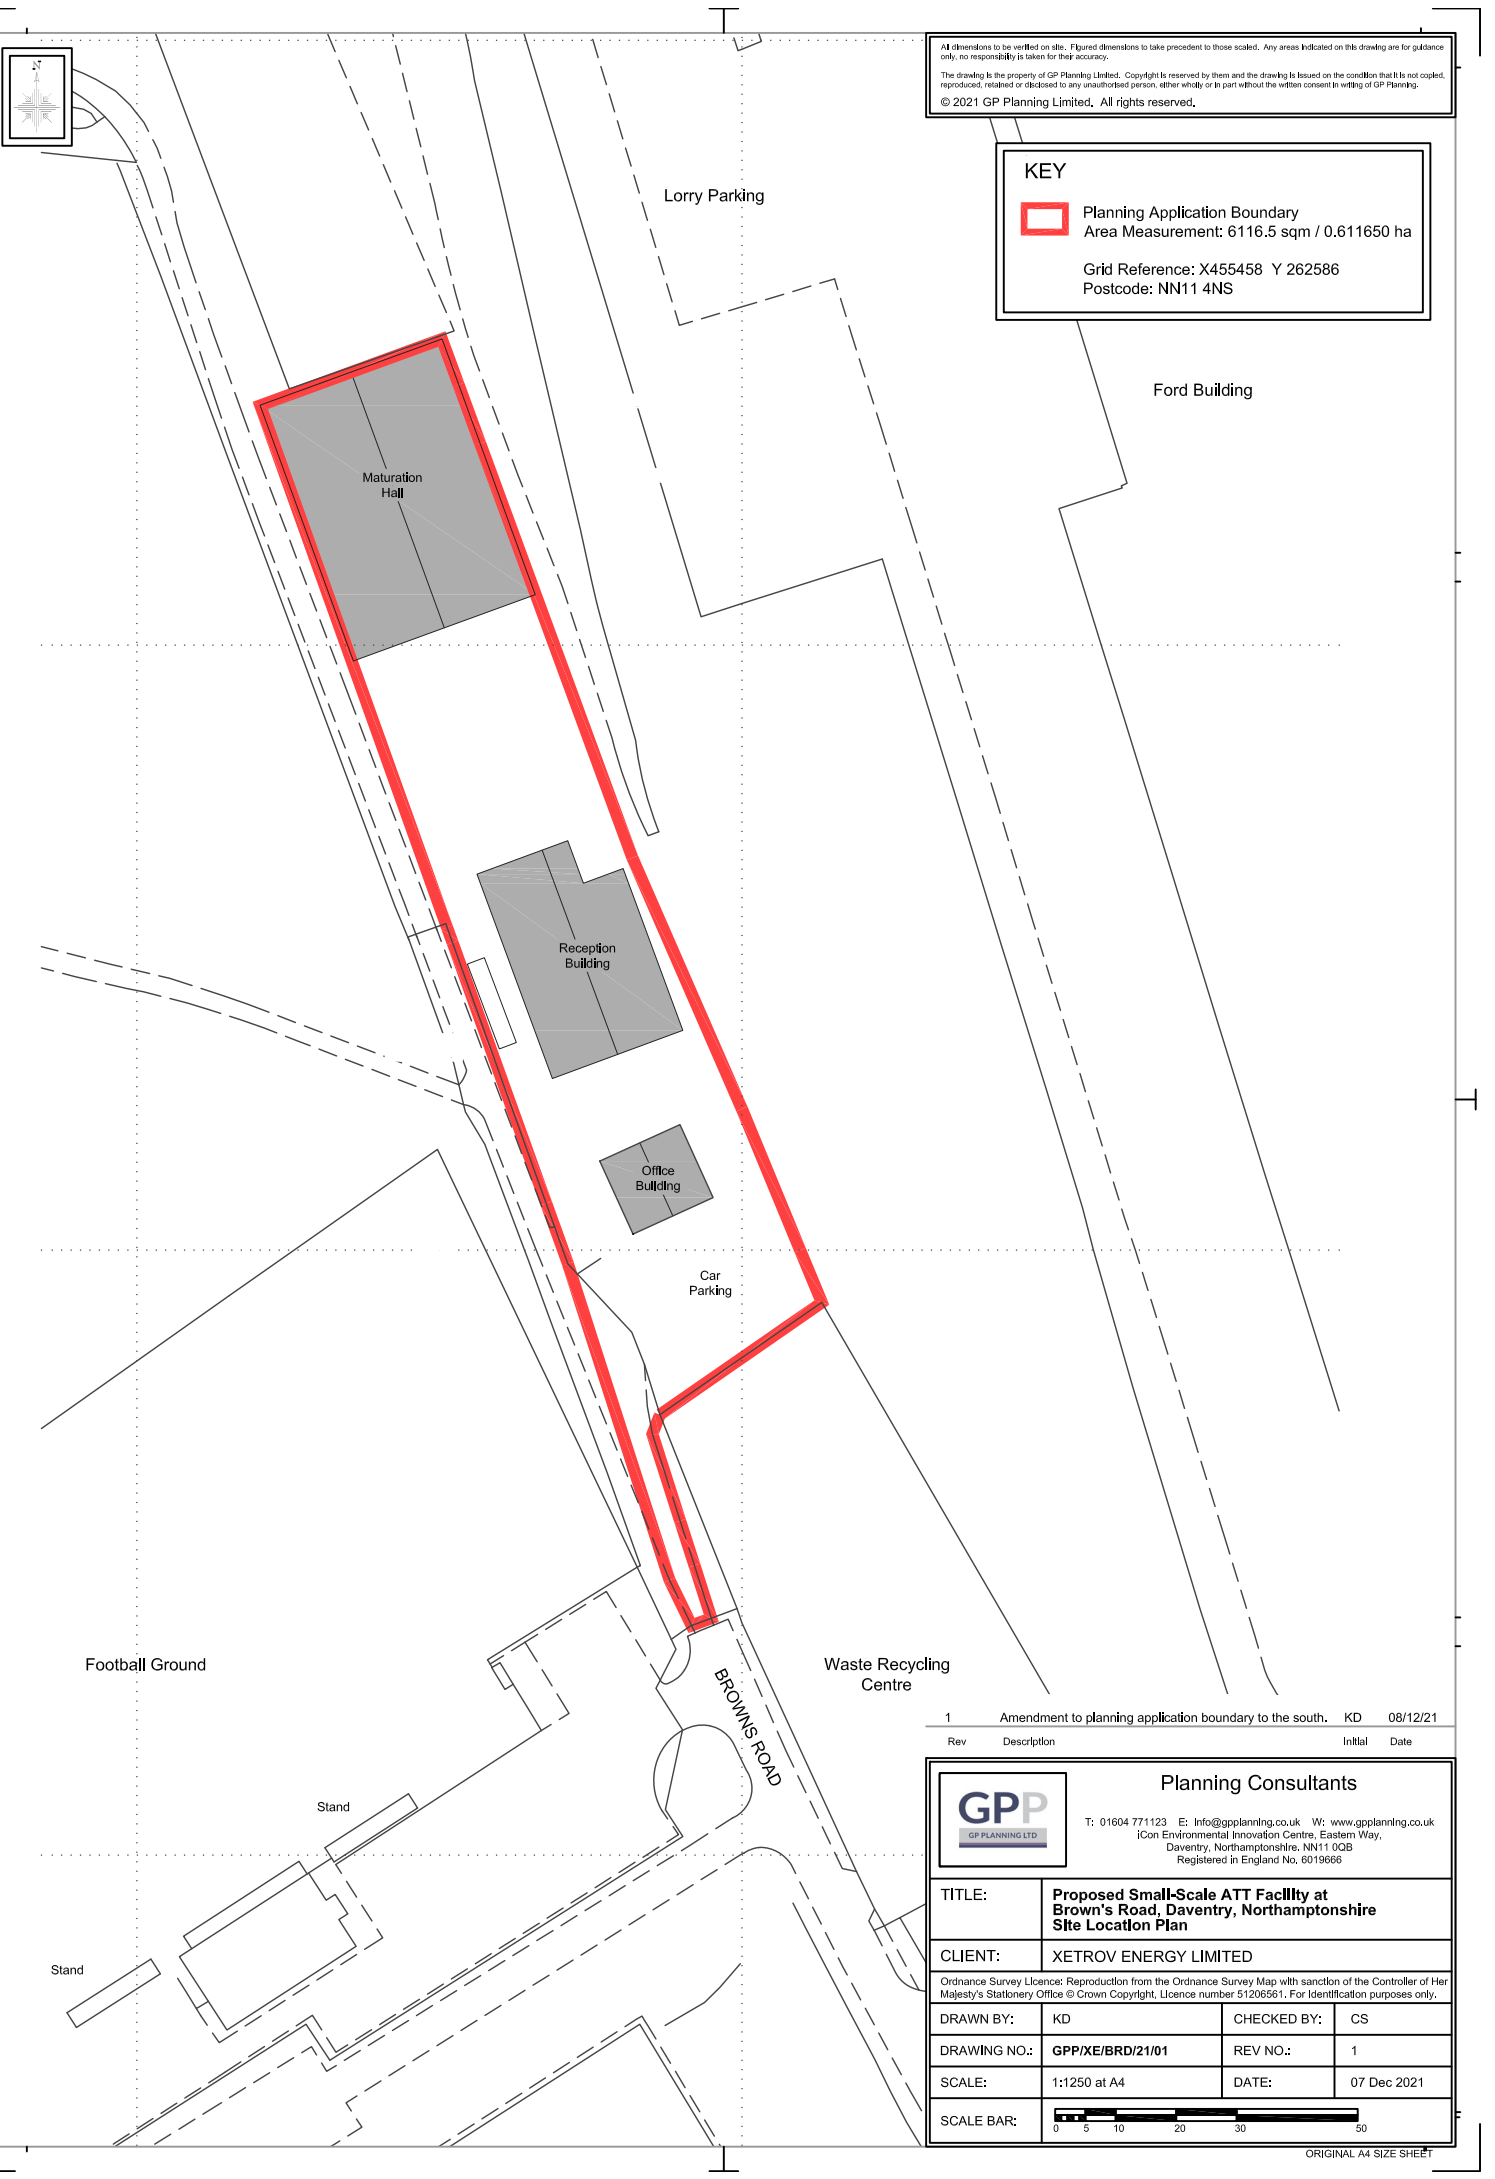 N
All dimensions to be verified on site. Figured dimensions to take precedent to those scaled. Any areas indicated on this drawing are for guidance
only, no responsibility is taken for their accuracy.
The drawing is the property of GP Planning Limited. Copyright is reserved by them and the drawing is issued on the condition that it is not copied,
reproduced, retained or disclosed to any unauthorised person, either wholly or in part without the written consent in writing of GP Planning.
© 2021 GP Planning Limited. All rights reserved.
KEY
Planning Application Boundary
Area Measurement: 6116.5 sqm / 0.611650 ha
Grid Reference: X455458 Y 262586
Postcode: NN11 4NS
Lorry Parking
Ford Building
Maturation
Hall
Reception
Building
Office
Building
Car
Parking
Football Ground
Waste Recycling
Centre
BROWNS ROAD
Stand
Stand
1 Amendment to planning application boundary to the south. KD 08/12/21
Rev Description Initial Date
GPP
GP PLANNING LTD
Planning Consultants
T: 01604 771123 E: info@gpplanning.co.uk W: www.gpplanning.co.uk
iCon Environmental Innovation Centre, Eastern Way,
Daventry, Northamptonshire. NN11 0QB
Registered in England No. 6019666
TITLE: Proposed Small-Scale ATT Facility at
Brown's Road, Daventry, Northamptonshire
Site Location Plan
CLIENT: XETROV ENERGY LIMITED
Ordnance Survey Licence: Reproduction from the Ordnance Survey Map with sanction of the Controller of Her
Majesty's Stationery Office © Crown Copyright, Licence number 51206561. For identification purposes only.
DRAWN BY: KD CHECKED BY: CS
DRAWING NO.: GPP/XE/BRD/21/01 REV NO.: 1
SCALE: 1:1250 at A4 DATE: 07 Dec 2021
SCALE BAR:
0 5 10 20 30 50
ORIGINAL A4 SIZE SHEET